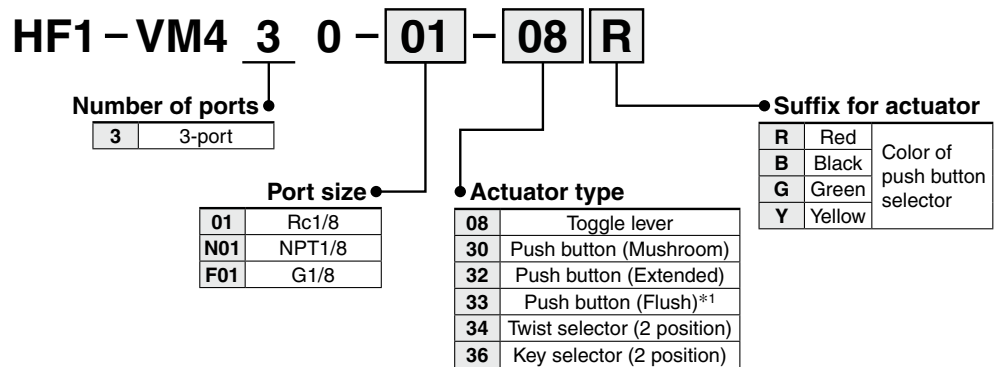 HF1-VM4 3 0-01-08 R
Number of ports
3 3-port
Port size
01 Rc1/8
N01 NPT1/8
F01 G1/8
Actuator type
08 Toggle lever
30 Push button (Mushroom)
32 Push button (Extended)
33 Push button (Flush)*1
34 Twist selector (2 position)
36 Key selector (2 position)
Suffix for actuator
R Red
B Black
G Green
Y Yellow
Color of
push button
selector